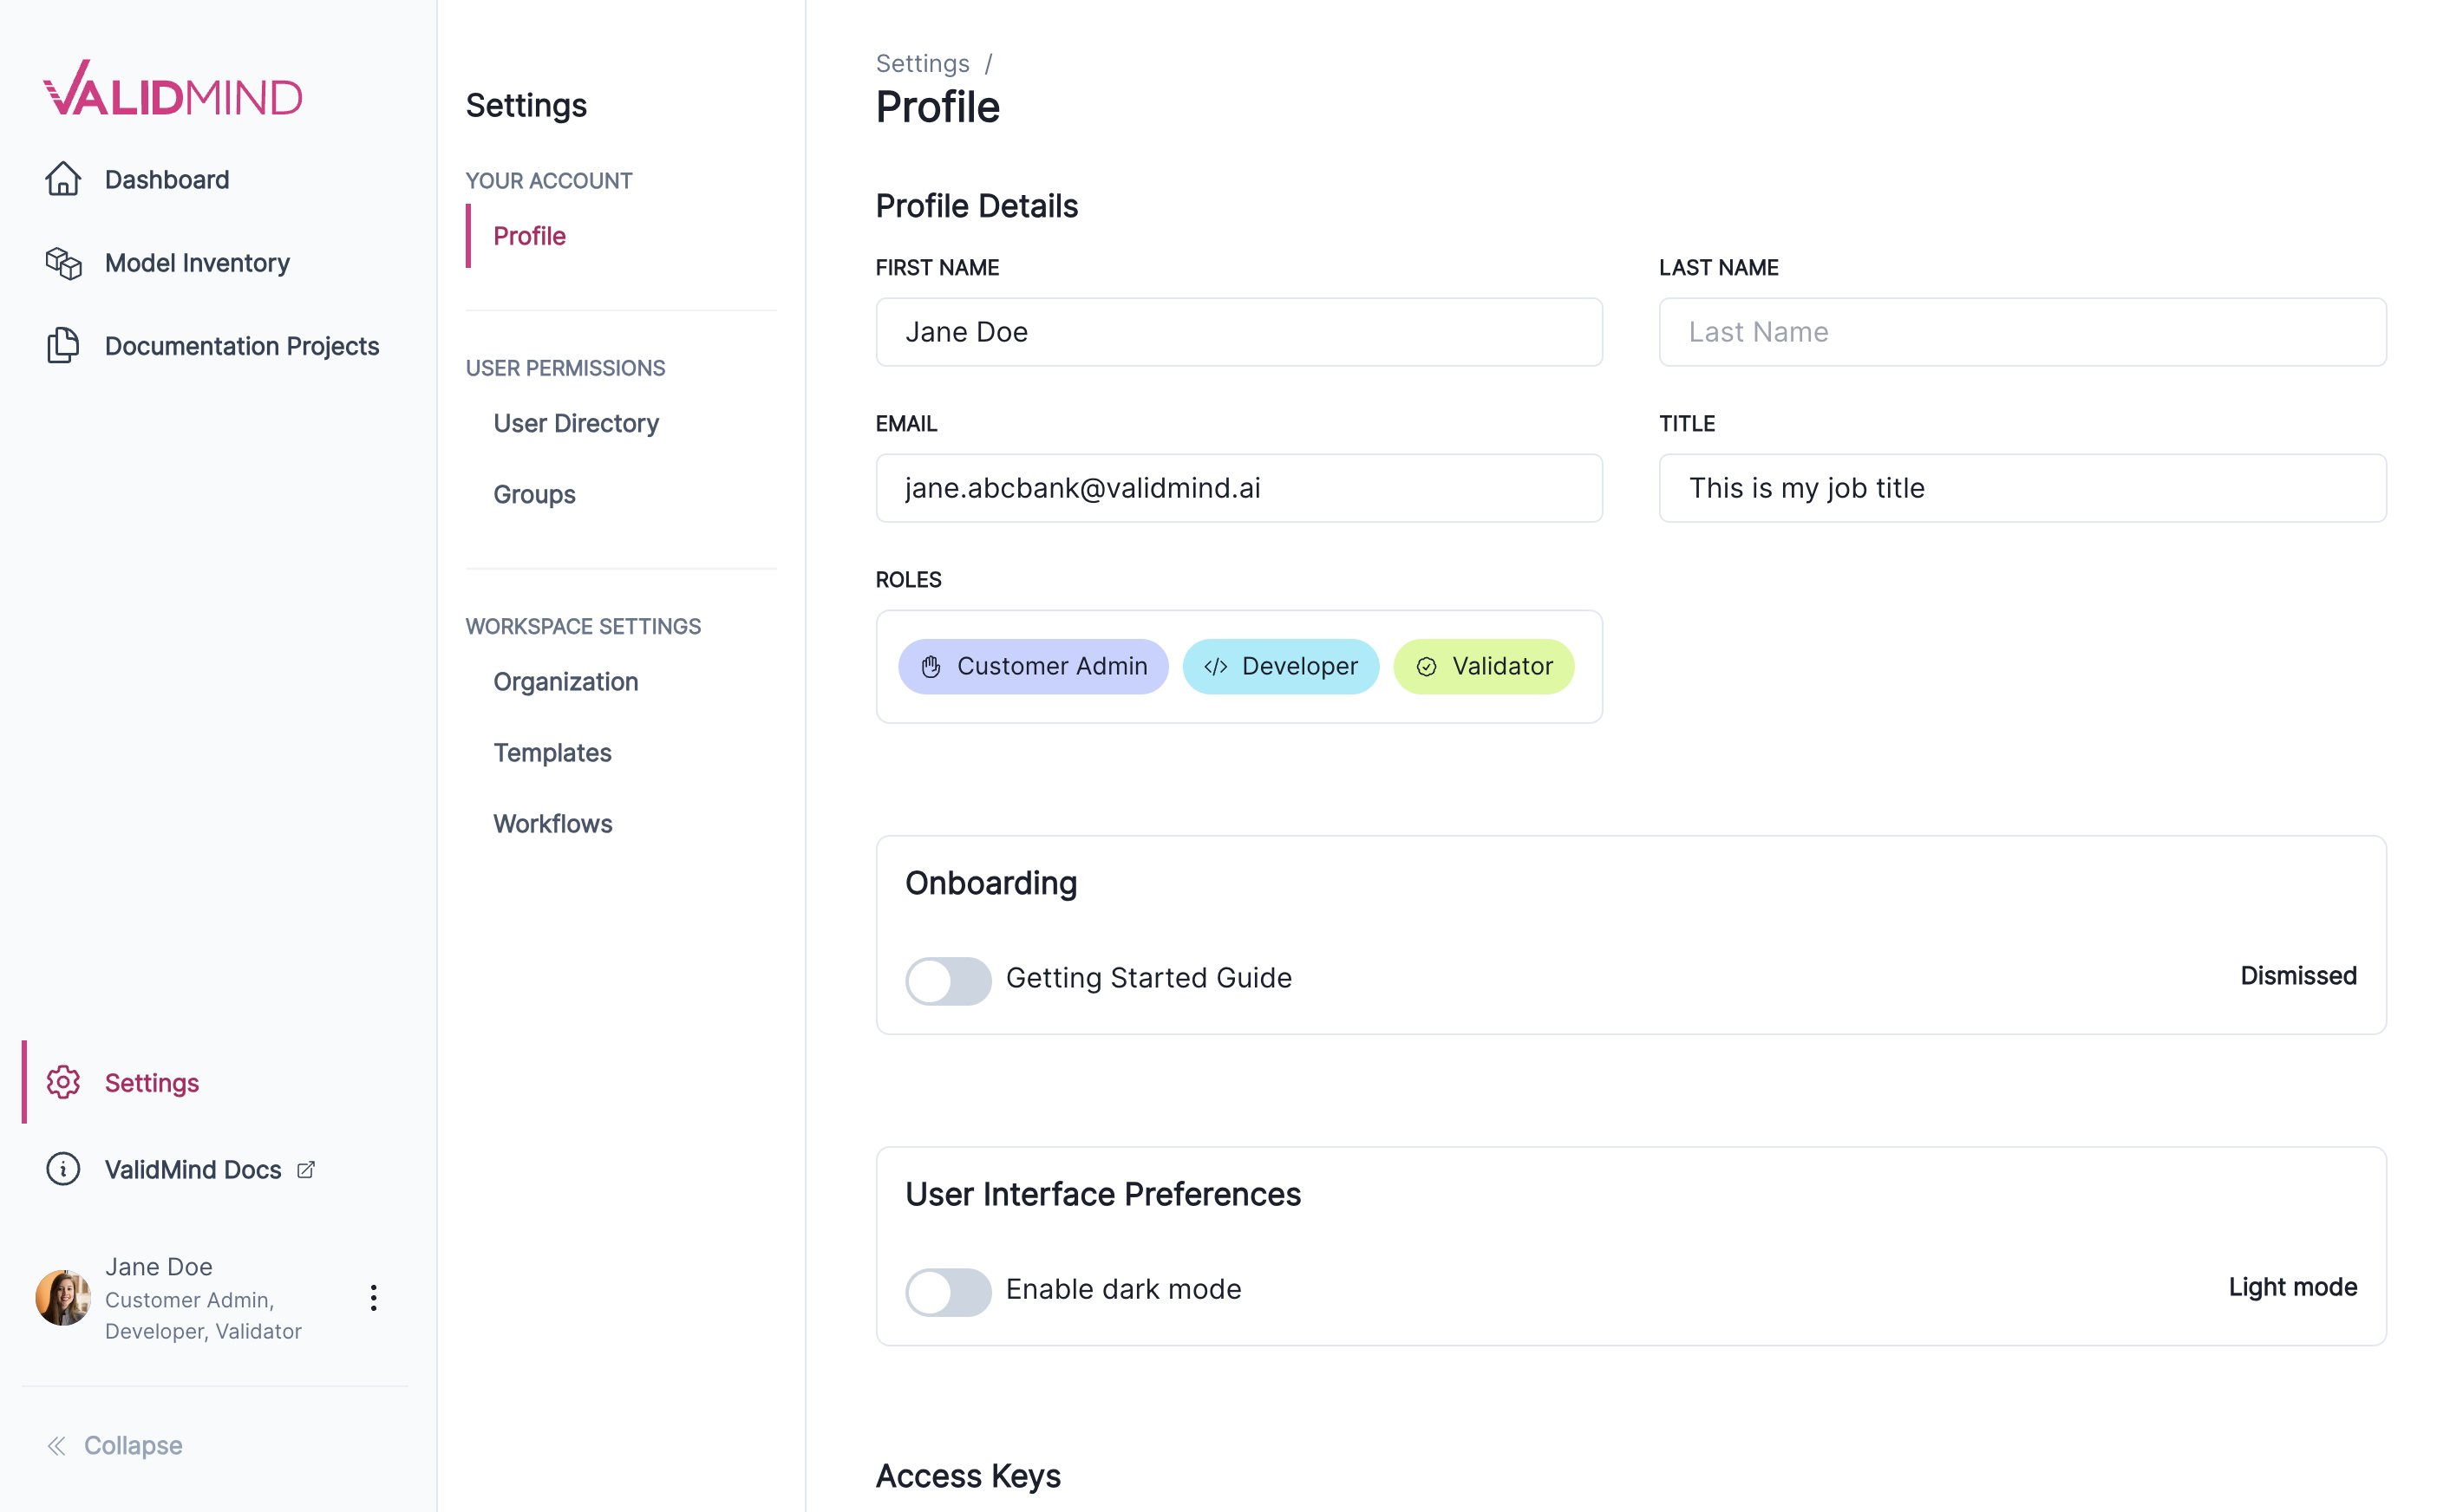 VALIDMIND
Dashboard
Model Inventory
Documentation Projects
Settings
ValidMind Docs
Jane Doe
Customer Admin,
Developer, Validator
Collapse
Settings
YOUR ACCOUNT
Profile
USER PERMISSIONS
User Directory
Groups
WORKSPACE SETTINGS
Organization
Templates
Workflows
Settings /
Profile
Profile Details
FIRST NAME
Jane Doe
LAST NAME
Last Name
EMAIL
jane.abcbank@validmind.ai
TITLE
This is my job title
ROLES
Customer Admin
Developer
Validator
Onboarding
Getting Started Guide
Dismissed
User Interface Preferences
Enable dark mode
Light mode
Access Keys